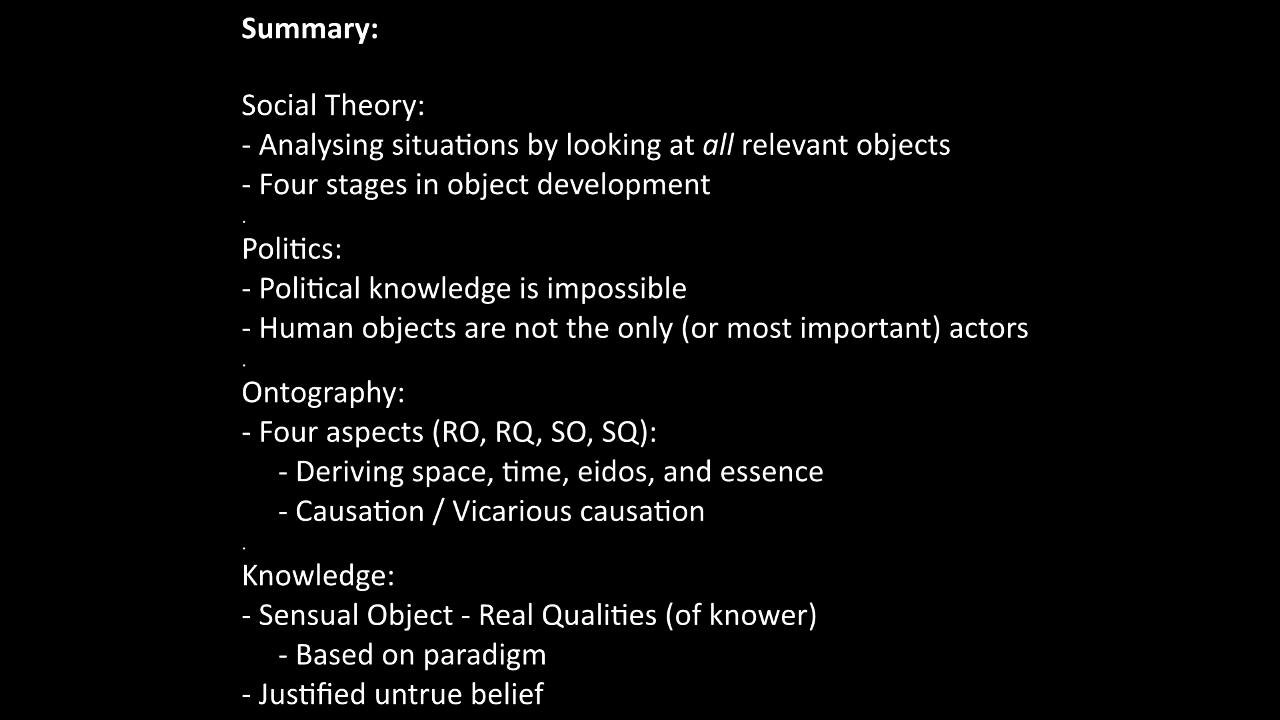 Summary:
Social Theory:
- Analysing situations by looking at all relevant objects
- Four stages in object development
.
Politics:
- Political knowledge is impossible
- Human objects are not the only (or most important) actors
.
Ontography:
- Four aspects (RO, RQ, SO, SQ):
- Deriving space, time, eidos, and essence
- Causation / Vicarious causation
.
Knowledge:
- Sensual Object - Real Qualities (of knower)
- Based on paradigm
- Justified untrue belief